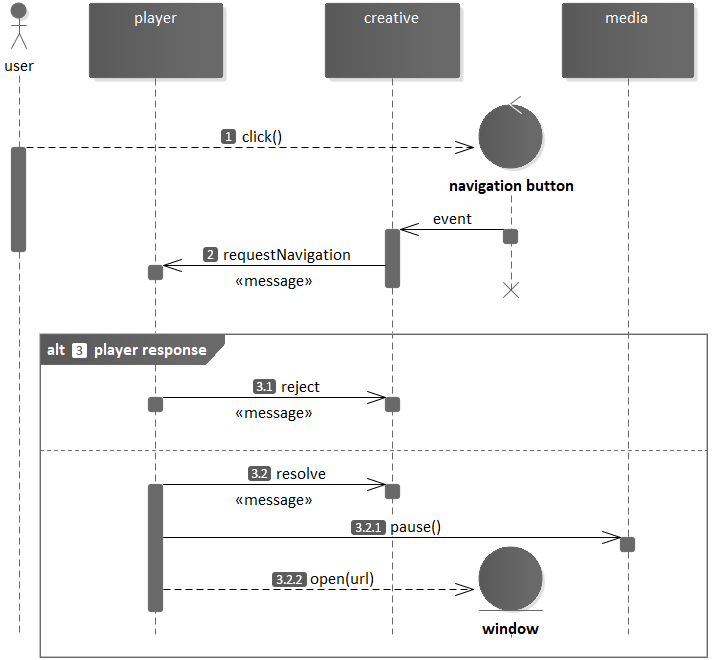 player
creative
media
user
1 click()
navigation button
event
2 requestNavigation
«message»
alt 3 player response
3.1 reject
«message»
3.2 resolve
«message»
3.2.1 pause()
3.2.2 open(url)
window